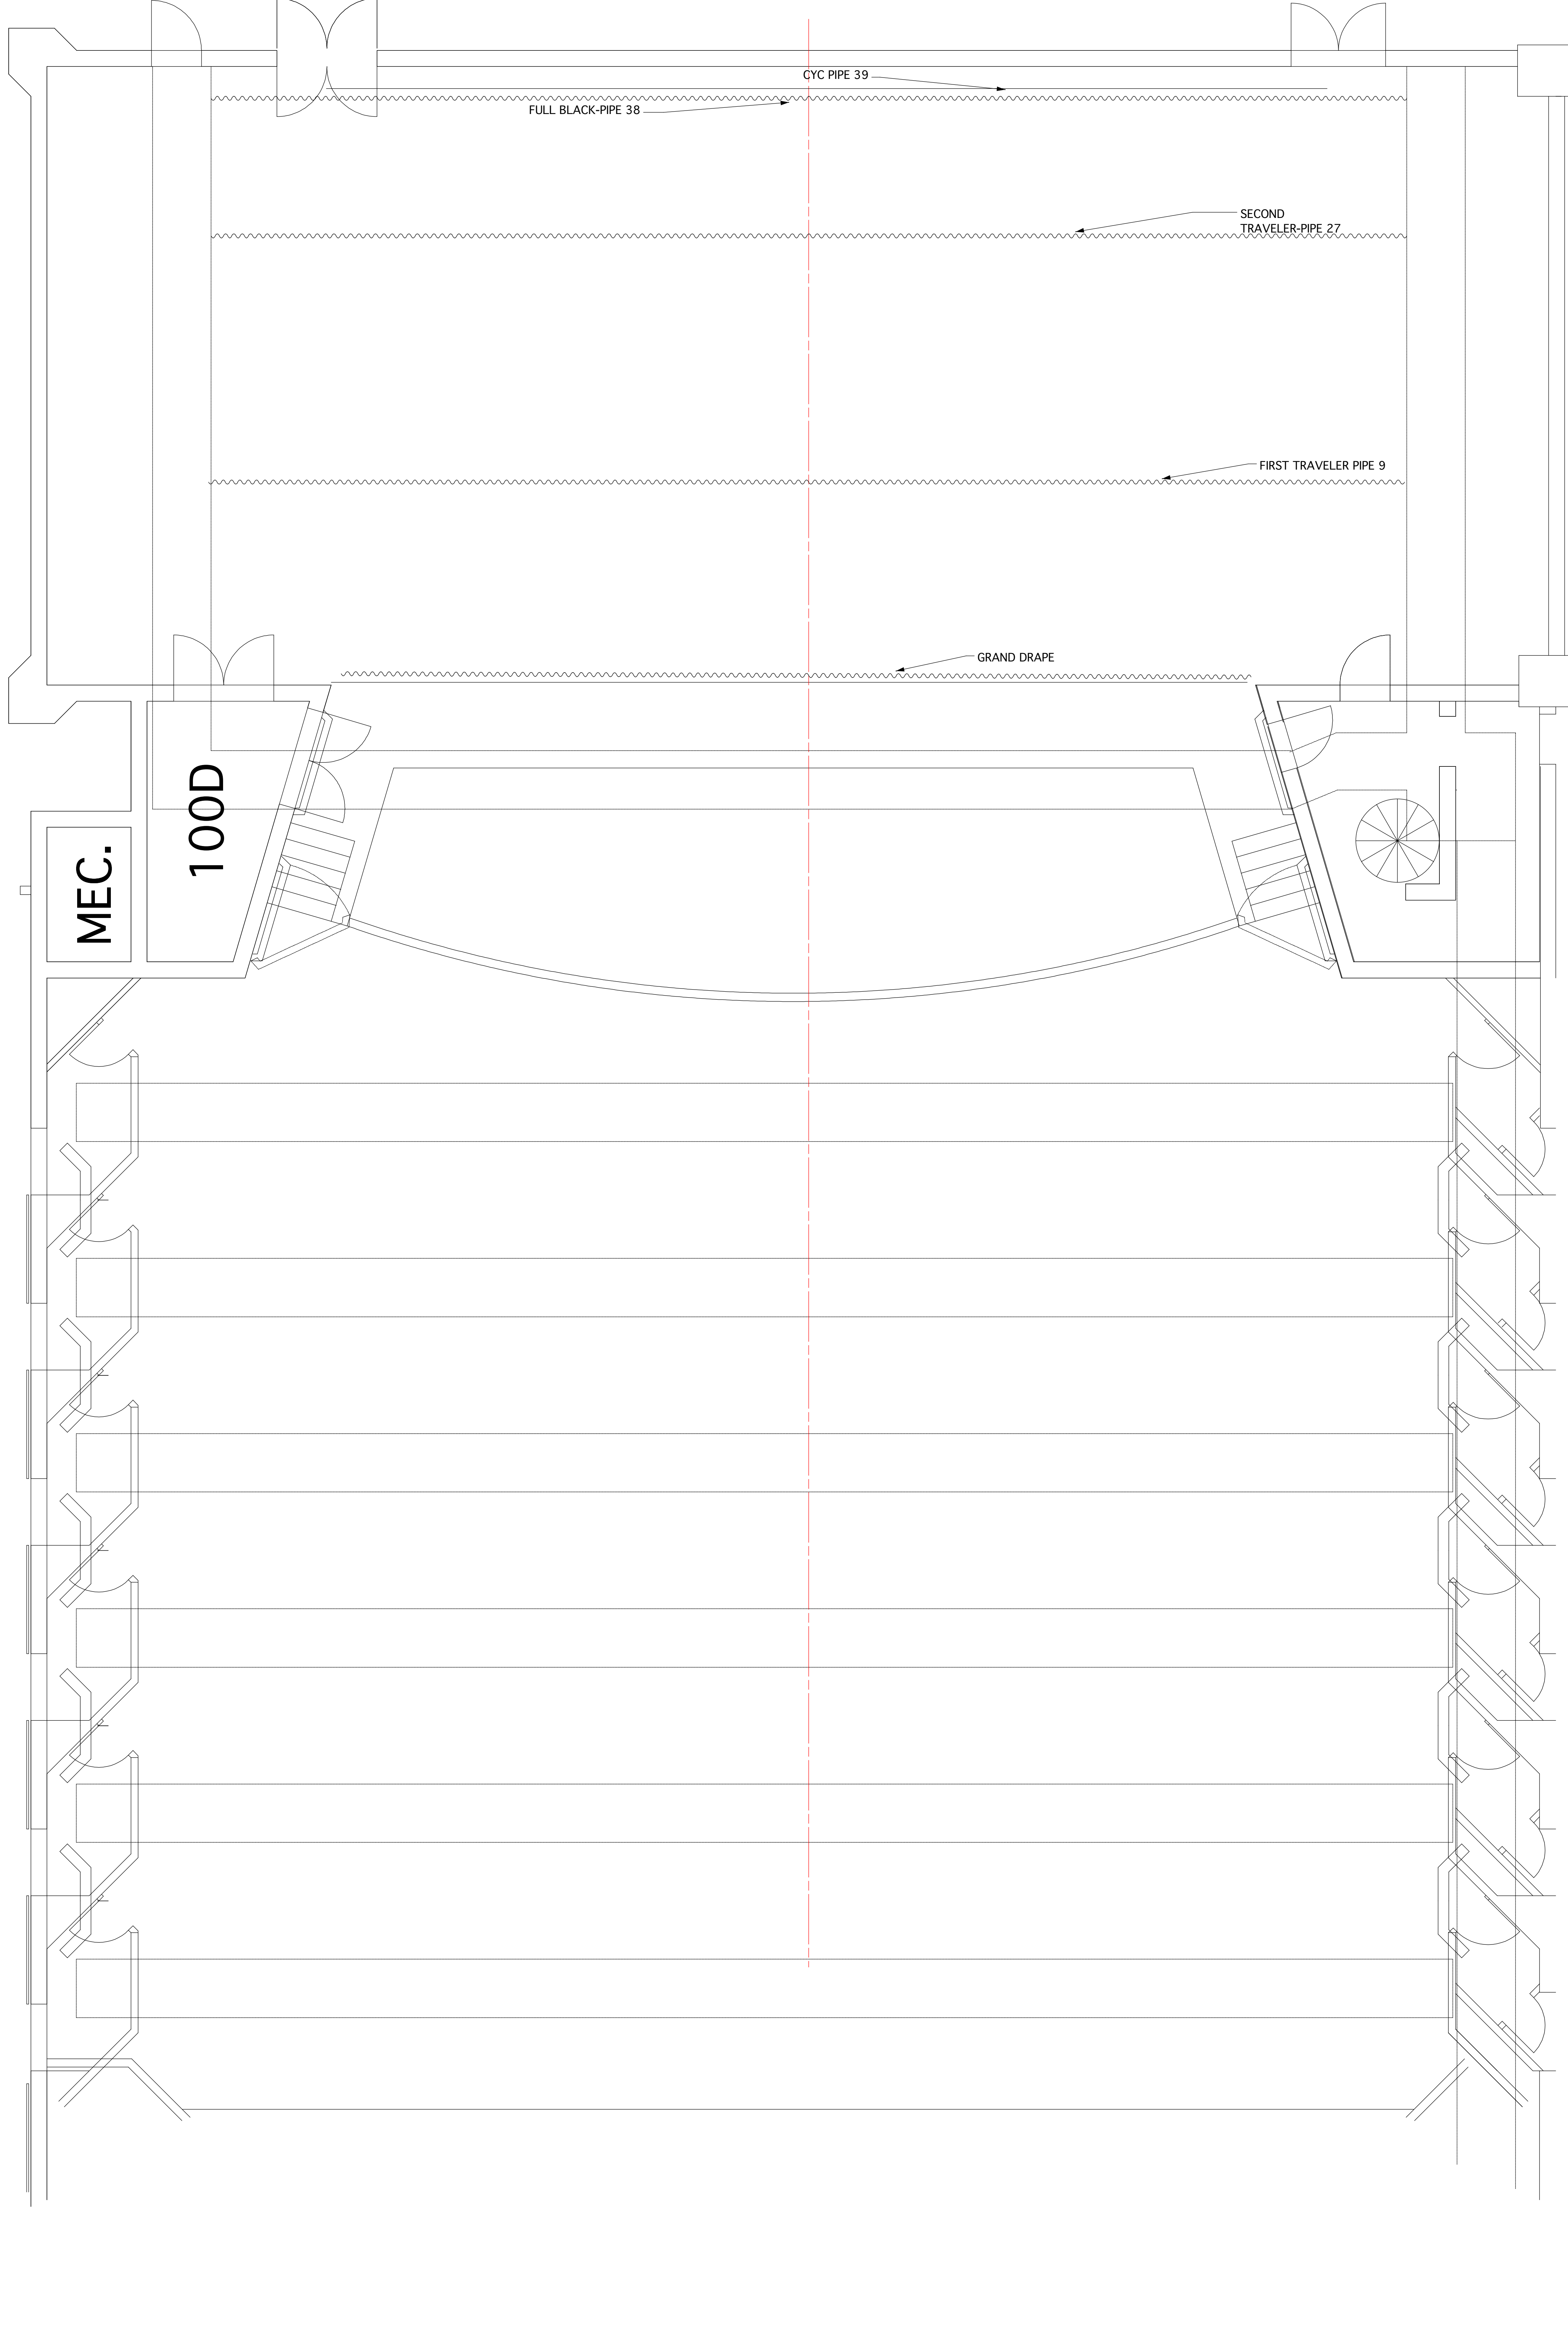 CYC PIPE 39
FULL BLACK-PIPE 38
SECOND
TRAVELER-PIPE 27
FIRST TRAVELER PIPE 9
GRAND DRAPE
100D
MEC.